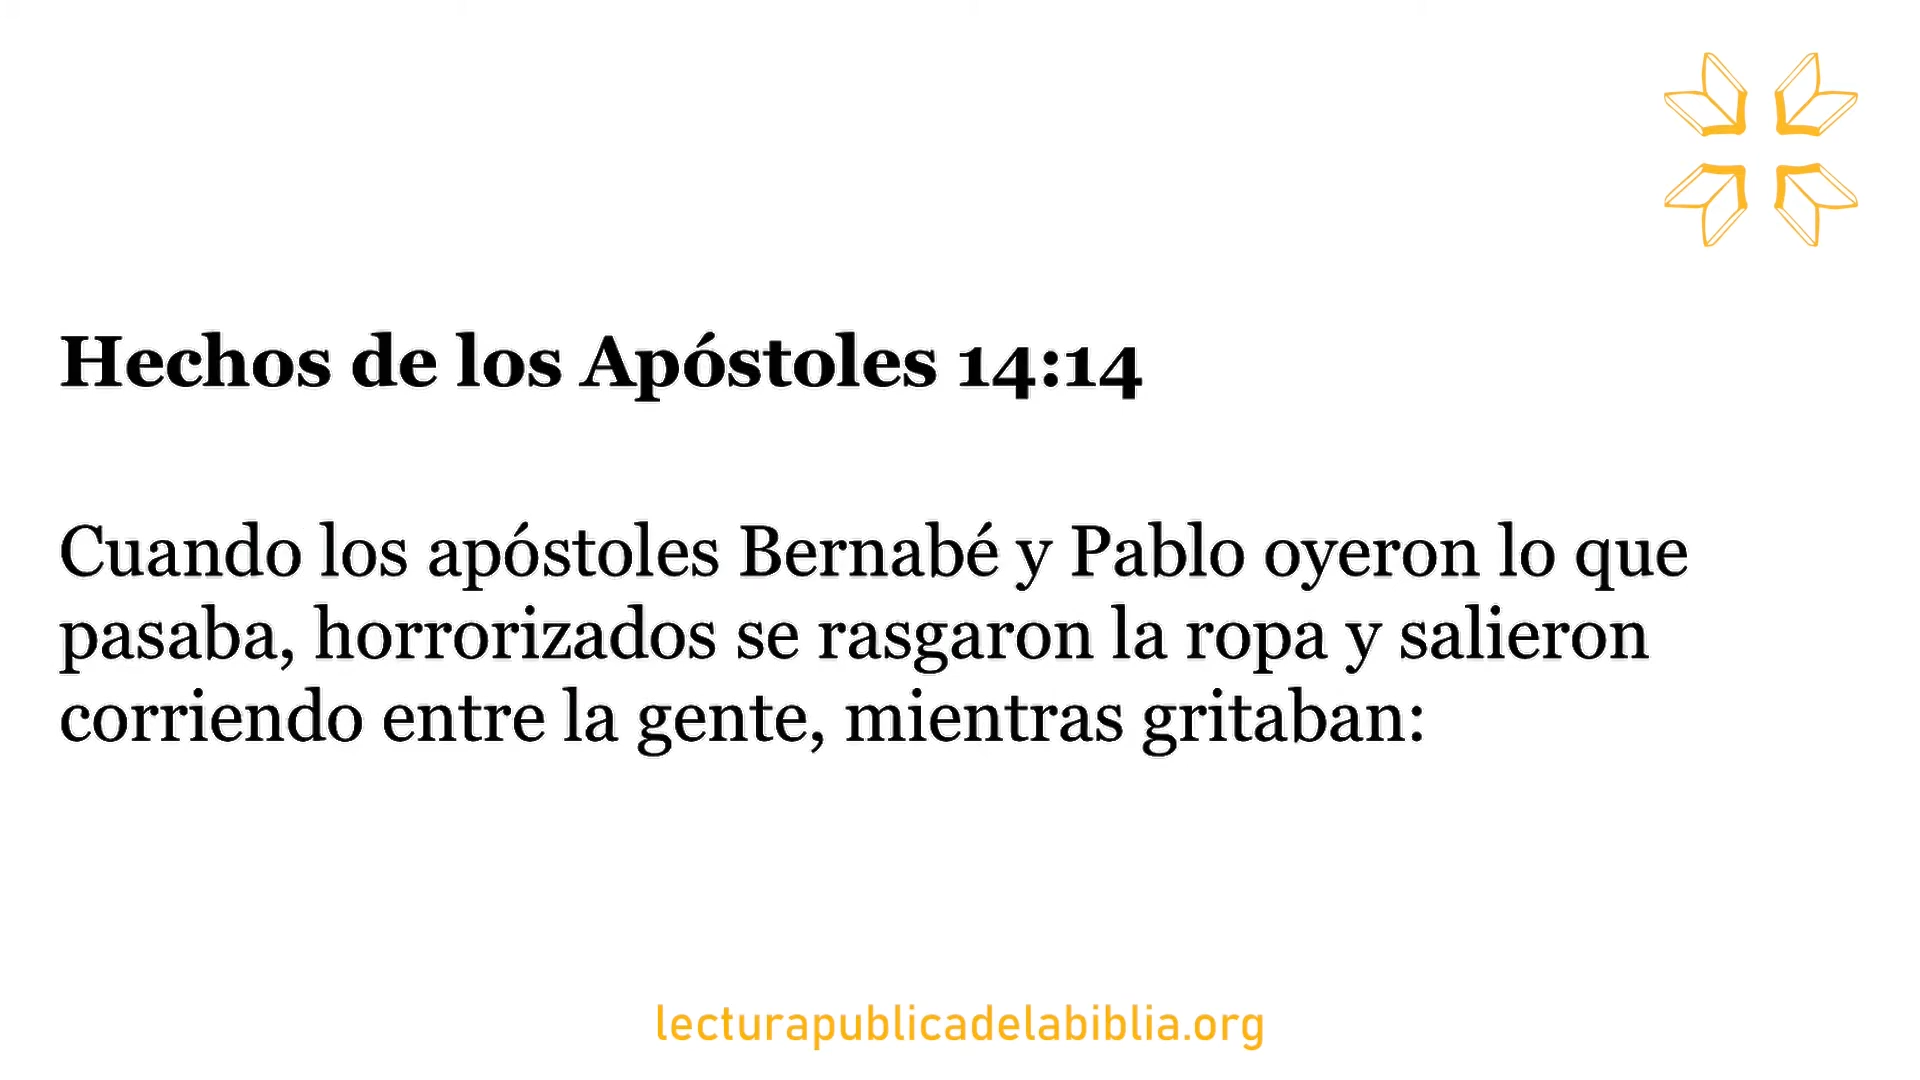 Hechos de los Apóstoles 14:14
Cuando los apóstoles Bernabé y Pablo oyeron lo que
pasaba, horrorizados se rasgaron la ropa y salieron
corriendo entre la gente, mientras gritaban:
lecturapublicadelabiblia.org